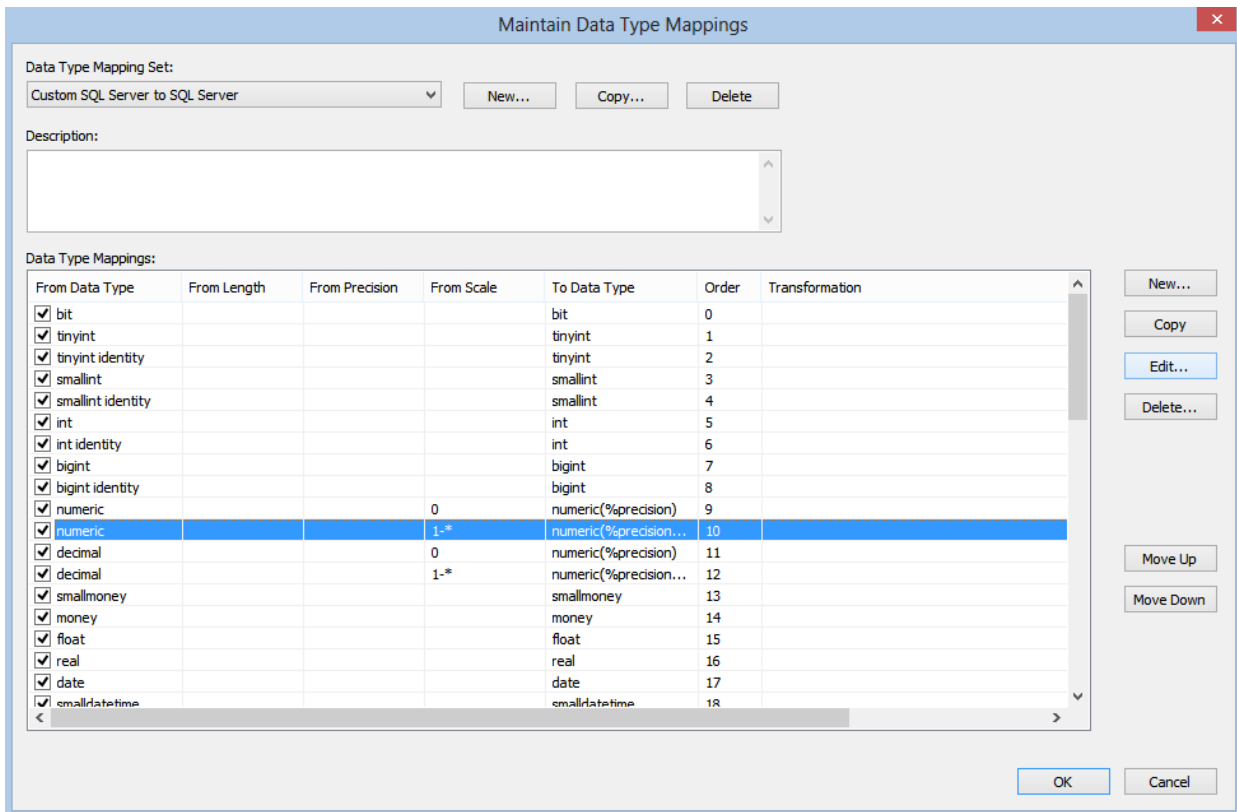 Maintain Data Type Mappings
Data Type Mapping Set:
Custom SQL Server to SQL Server New... Copy... Delete
Description:
Data Type Mappings:
From Data Type From Length From Precision From Scale To Data Type Order Transformation New...
bit bit 0
tinyint tinyint 1 Copy
tinyint identity tinyint 2 Edit...
smallint smallint 3
smallint identity smallint 4 Delete...
int int 5
int identity int 6
bigint bigint 7
bigint identity bigint 8
numeric 0 numeric(%precision) 9
numeric 1-* numeric(%precision... 10
decimal 0 numeric(%precision) 11 Move Up
decimal 1-* numeric(%precision... 12
smallmoney smallmoney 13 Move Down
money money 14
float float 15
real real 16
date date 17
smalldatetime smalldatetime 18
OK Cancel